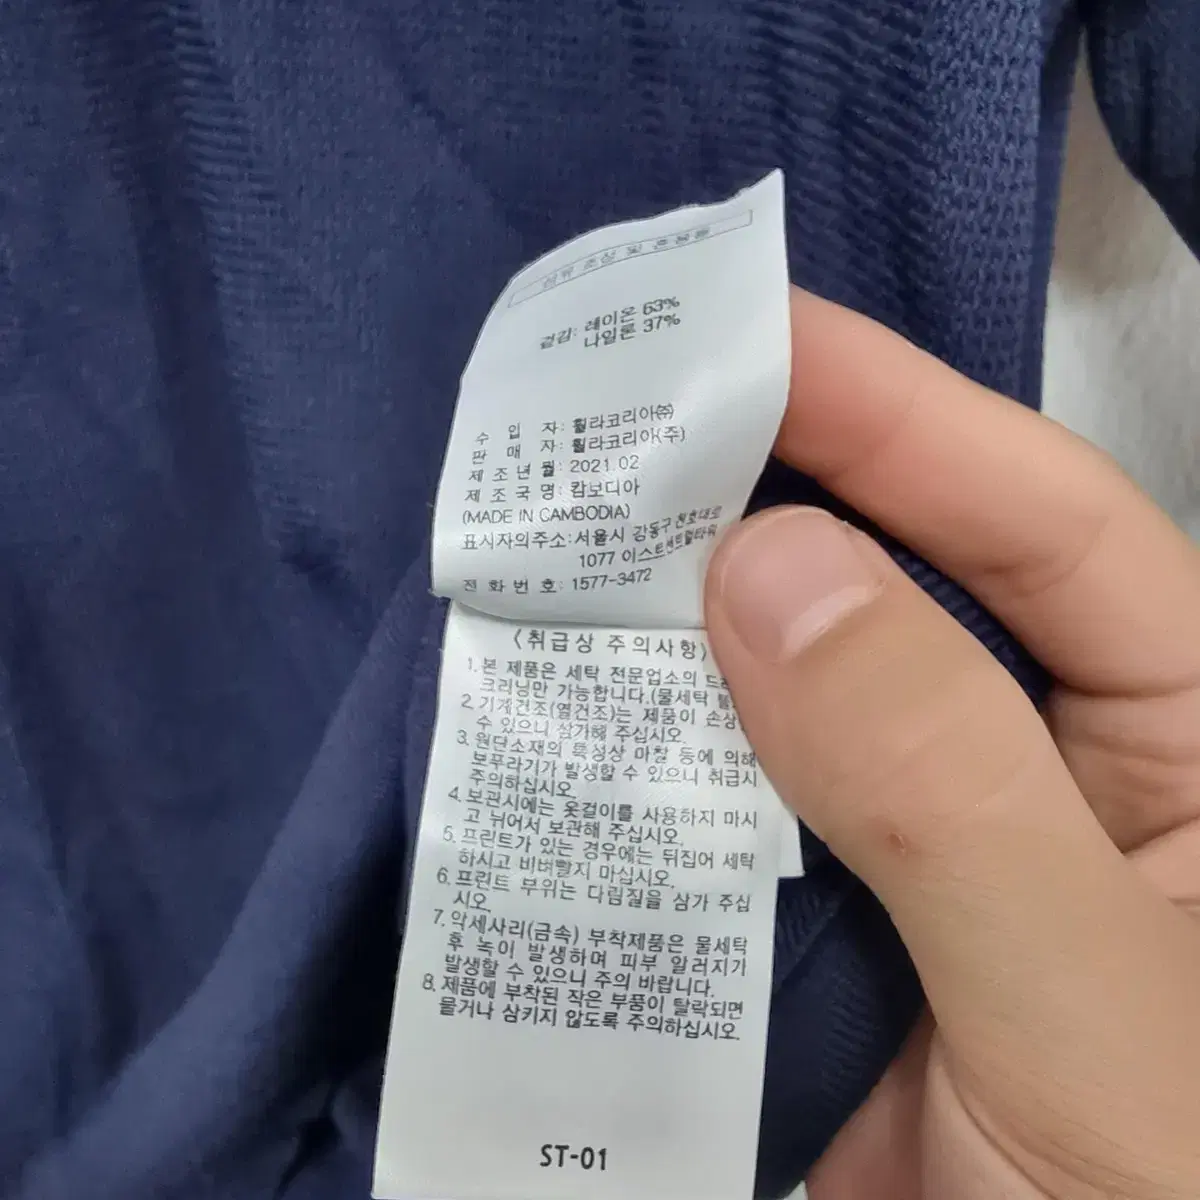 섬유 조성 및 혼용률
겉감: 레이온 63%
나일론 37%
수 입 자: 휠라코리아㈜
판 매 자: 휠라코리아(주)
제 조 년 월: 2021.02
제 조 국 명: 캄보디아
(MADE IN CAMBODIA)
표시자의주소: 서울시 강동구 천호대로
1077 이스트센트럴타워
전 화 번 호: 1577-3472
〈취급상 주의사항〉
1. 본 제품은 세탁 전문업소의
크리닝만 가능합니다.(물세탁
2. 기계건조(열건조)는 제품이 손상
수 있으니 삼가해 주십시오.
3. 원단소재의 특성상 마찰 등에 의해
보푸라기가 발생할 수 있으니 취급시
주의하십시오.
4. 보관시에는 옷걸이를 사용하지 마시
고 뉘어서 보관해 주십시오.
5. 프린트가 있는 경우에는 뒤집어 세탁
하시고 비벼빨지 마십시오.
6. 프린트 부위는 다림질을 삼가 주십
시오.
7. 악세사리(금속) 부착제품은 물세탁
후 녹이 발생하며 피부 알러지가
발생할 수 있으니 주의 바랍니다.
8. 제품에 부착된 작은 부품이 탈락되면
물거나 삼키지 않도록 주의하십시오.
ST-01